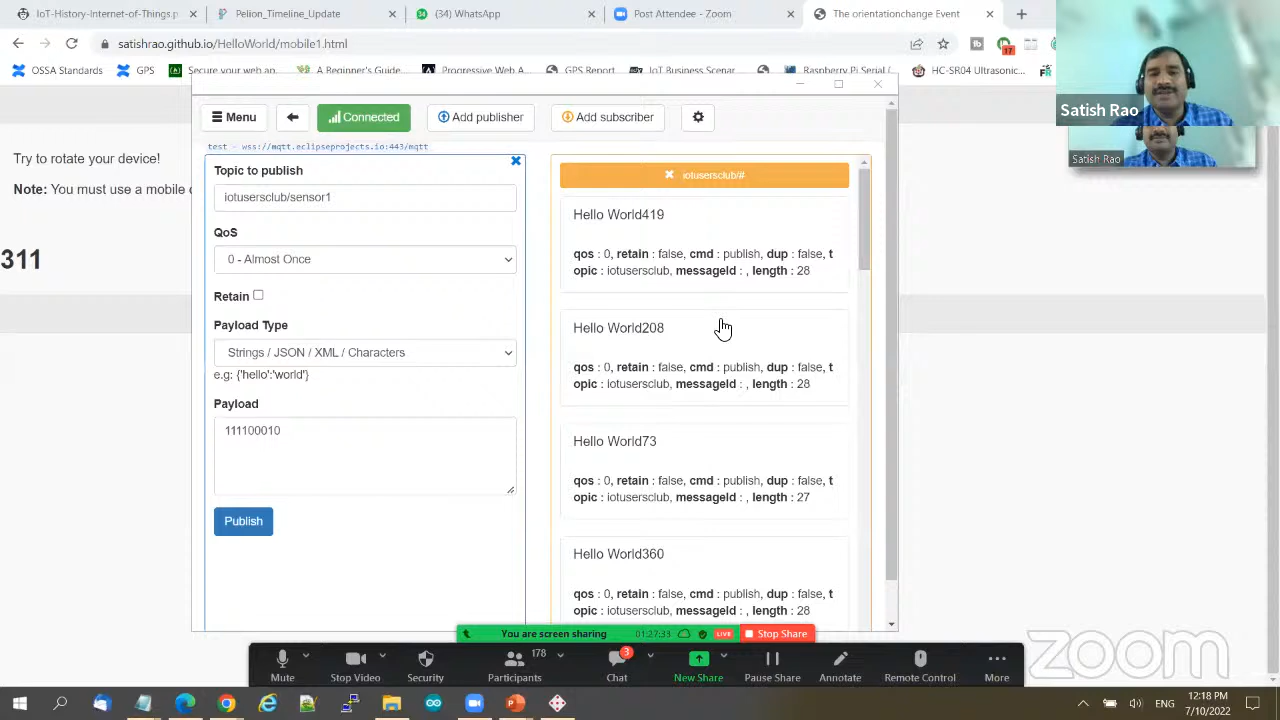 IoT-History-Internet-of-Things.p
Pelion_Timeline_Update
(34) WhatsApp
Post Attendee - Zoom
The orientationchange Event
satishrao.github.io/HelloWorld/mobil-1.html
OSSA Standards
GPS
Secure your web ap
A Beginner's Guide.
Progressive Web A
GPS Report
IoT Business Scenar
Raspberry Pi Serial (
HC-SR04 Ultrasonic...
17
Satish Rao
Satish Rao
Try to rotate your device!
Note: You must use a mobile
311
Menu
Connected
Add publisher
Add subscriber
test - wss://mqtt.eclipseprojects.io:443/mqtt
Topic to publish
iotusersclub/sensor1
QoS
0 - Almost Once
Retain
Payload Type
Strings / JSON / XML / Characters
e.g: {'hello':'world'}
Payload
111100010
Publish
iotusersclub/#
Hello World419
qos : 0, retain : false, cmd : publish, dup : false, t
opic : iotusersclub, messageId : , length : 28
Hello World208
qos : 0, retain : false, cmd : publish, dup : false, t
opic : iotusersclub, messageId : , length : 28
Hello World73
qos : 0, retain : false, cmd : publish, dup : false, t
opic : iotusersclub, messageId : , length : 27
Hello World360
qos : 0, retain : false, cmd : publish, dup : false, t
opic : iotusersclub, messageId : , length : 28
You are screen sharing
01:27:33
LIVE
Stop Share
zoom
Mute
Stop Video
Security
178
Participants
3
Chat
New Share
Pause Share
Annotate
Remote Control
More
ENG
12:18 PM
7/10/2022